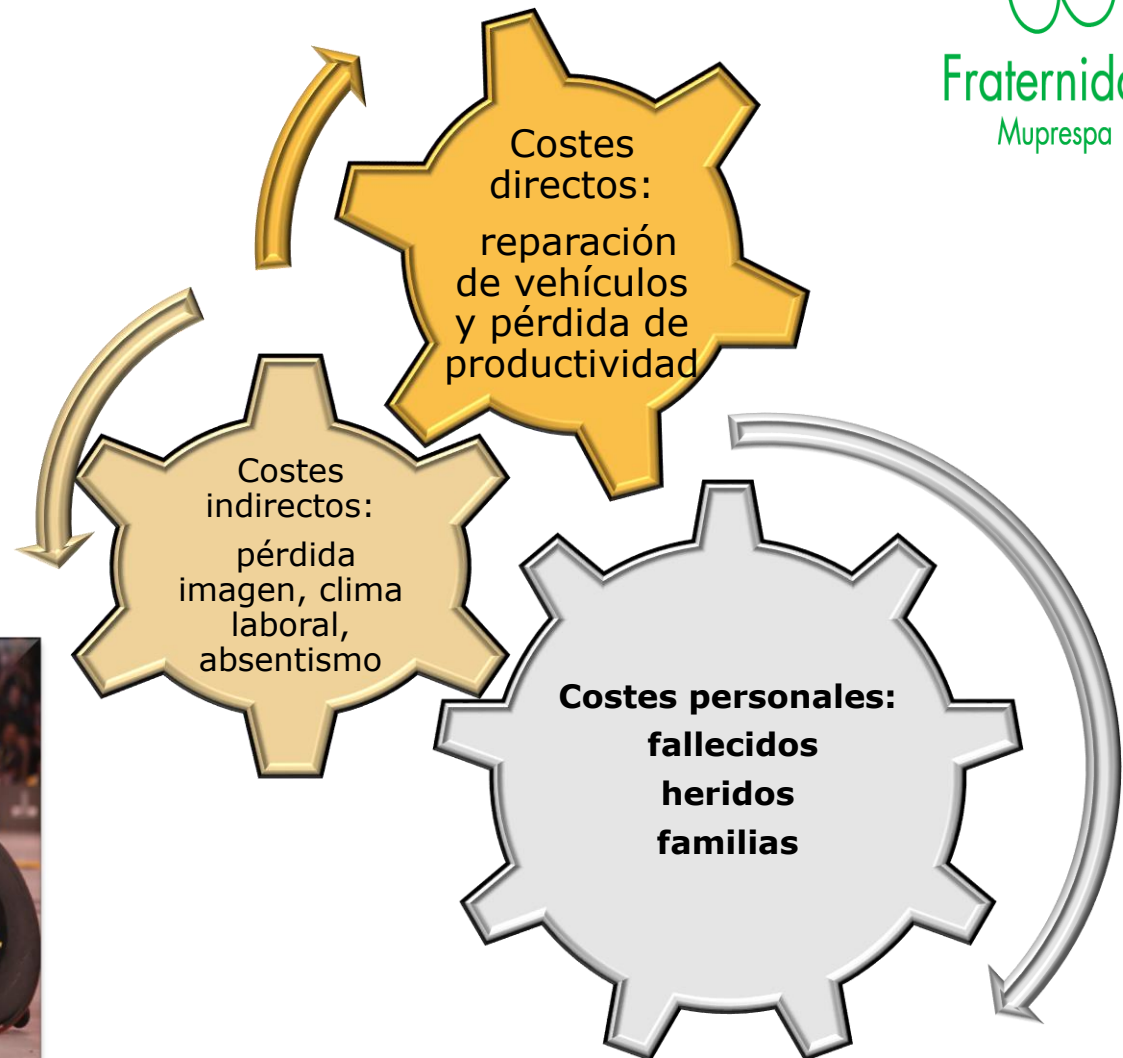 Muprespa
Costes
directos:
reparación
de vehículos
y pérdida de
productividad
Costes
indirectos:
pérdida
imagen, clima
laboral,
absentismo
Costes personales:
fallecidos
heridos
familias